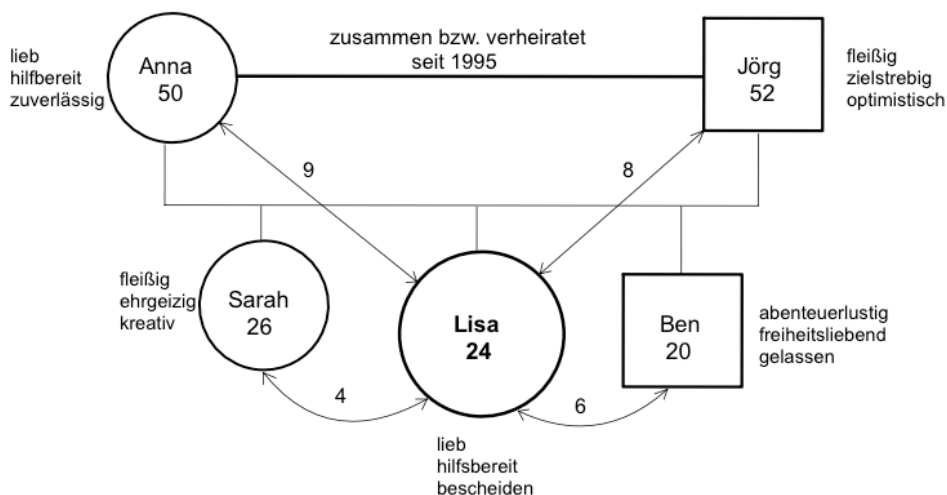 zusammen bzw. verheiratet
seit 1995
lieb
hilfbereit
zuverlässig
Anna
50
Jörg
52
fleißig
zielstrebig
optimistisch
9
8
fleißig
ehrgeizig
kreativ
Sarah
26
Lisa
24
Ben
20
abenteuerlustig
freiheitsliebend
gelassen
4
6
lieb
hilfsbereit
bescheiden